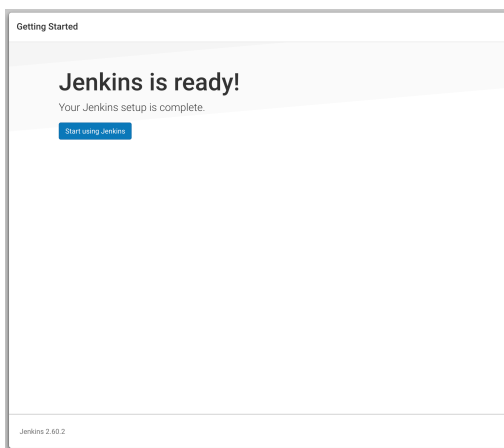 Getting Started
Jenkins is ready!
Your Jenkins setup is complete.
Start using Jenkins
Jenkins 2.60.2